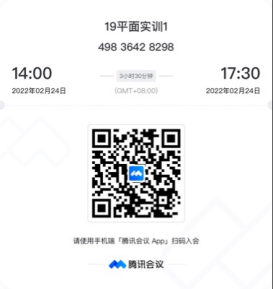 19平面实训1
498 3642 8298
14:00 3小时30分钟 17:30
2022年02月24日 (GMT+08:00) 2022年02月24日
请使用手机端「腾讯会议 App」扫码入会
腾讯会议